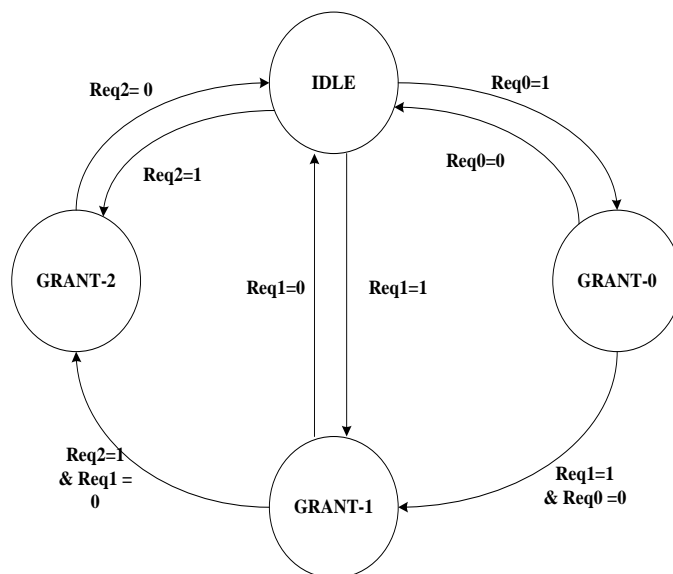 IDLE
Req0=1
Req2= 0
Req0=0
Req2=1
GRANT-2
GRANT-0
Req1=0
Req1=1
Req2=1
& Req1 =
0
Req1=1
& Req0 =0
GRANT-1